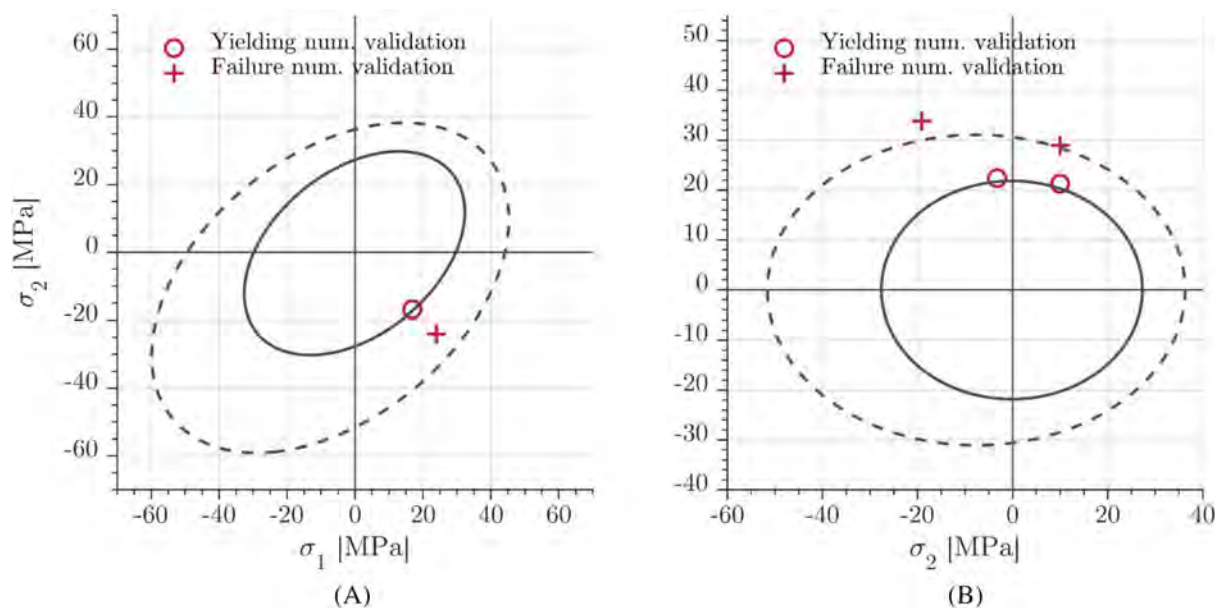 Yielding num. validation
Failure num. validation
60
40
20
0
-20
-40
-60
σ2 [MPa]
-60 -40 -20 0 20 40 60
σ1 [MPa]
(A)
Yielding num. validation
Failure num. validation
50
40
30
20
10
0
-10
-20
-30
-40
-60 -40 -20 0 20 40
σ2 [MPa]
(B)